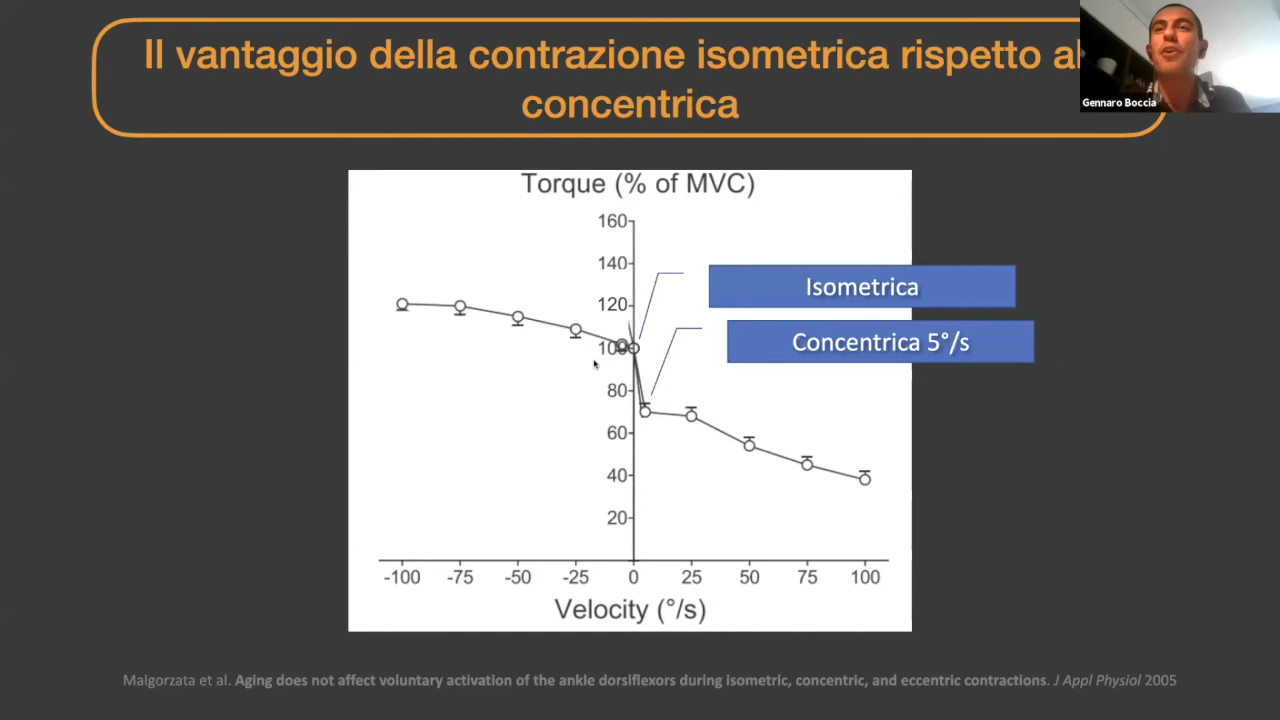 Il vantaggio della contrazione isometrica rispetto al
concentrica
Gennaro Boccia
Torque (% of MVC)
160
140
120
100
80
60
40
20
Isometrica
Concentrica 5°/s
-100 -75 -50 -25 0 25 50 75 100
Velocity (°/s)
Malgorzata et al. Aging does not affect voluntary activation of the ankle dorsiflexors during isometric, concentric, and eccentric contractions. J Appl Physiol 2005